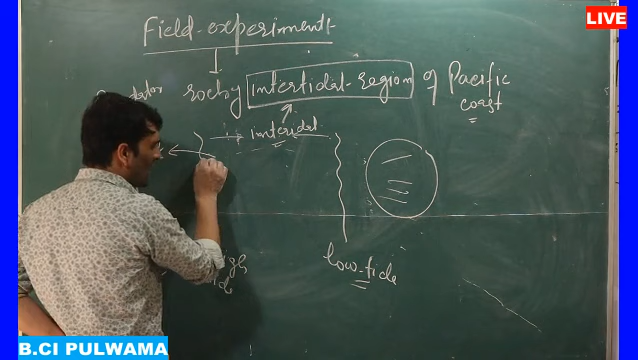 LIVE
Field-experiment
rocky intertidal-region of Pacific
coast
intertidal
low-tide
B.CI PULWAMA